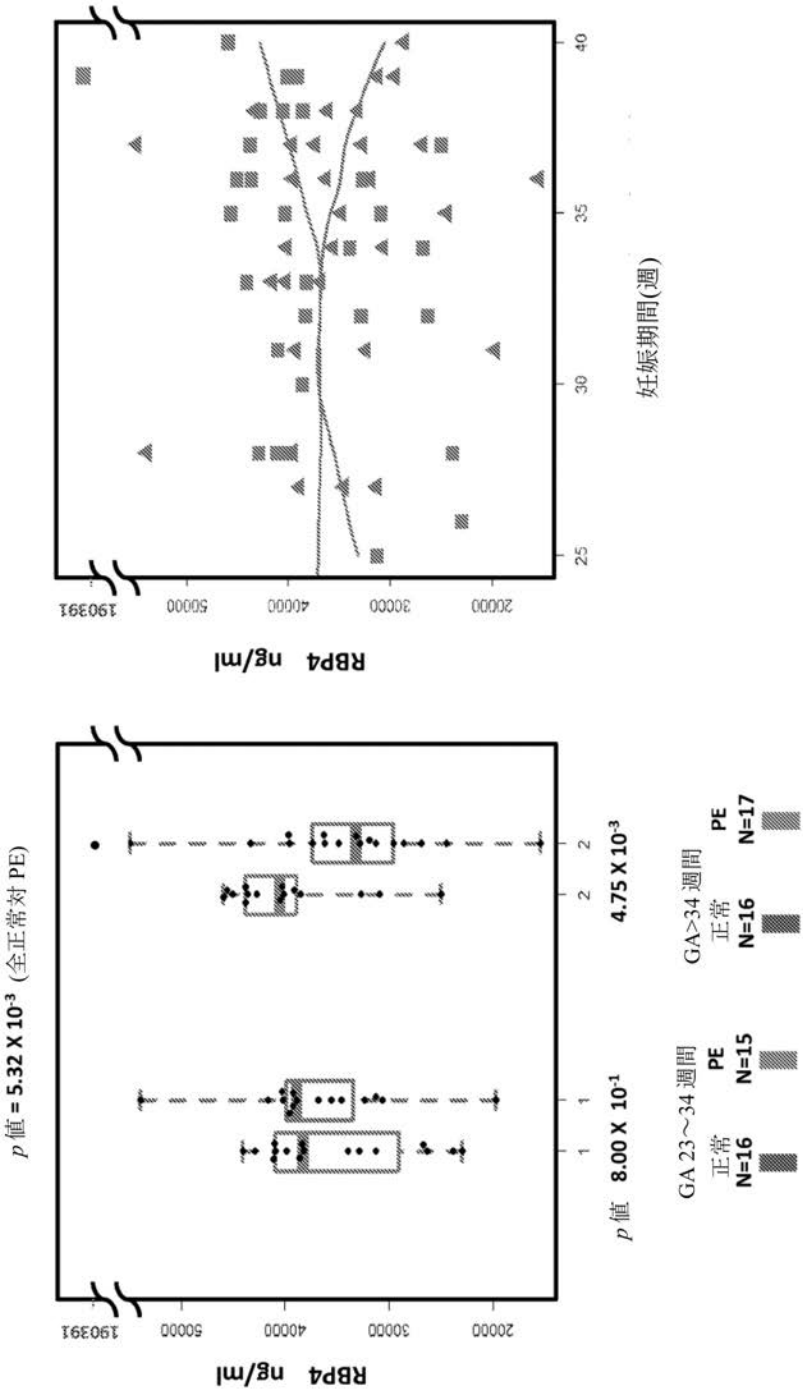 p値 = 5.32 X 10⁻³ (全正常対 PE)
RBP4 ng/ml
190391
50000
40000
30000
20000
1
1
2
2
p値 8.00 X 10⁻¹
4.75 X 10⁻³
GA 23～34 週間
正常
PE
N=16
N=15
GA>34 週間
正常
PE
N=16
N=17
RBP4 ng/ml
190391
50000
40000
30000
20000
25
30
35
40
妊娠期間(週)